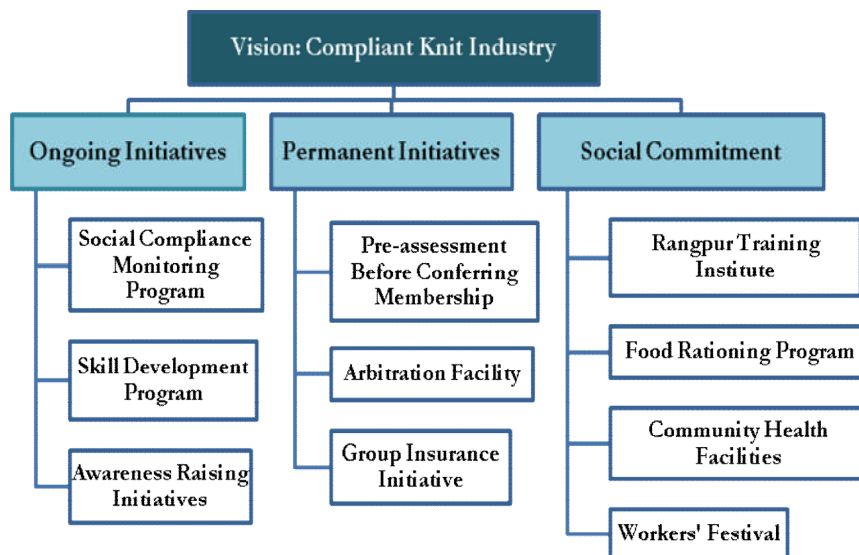 Vision: Compliant Knit Industry
Ongoing Initiatives
Social Compliance
Monitoring
Program
Skill Development
Program
Awareness Raising
Initiatives
Permanent Initiatives
Pre-assessment
Before Conferring
Membership
Arbitration Facility
Group Insurance
Initiative
Social Commitment
Rangpur Training
Institute
Food Rationing Program
Community Health
Facilities
Workers' Festival